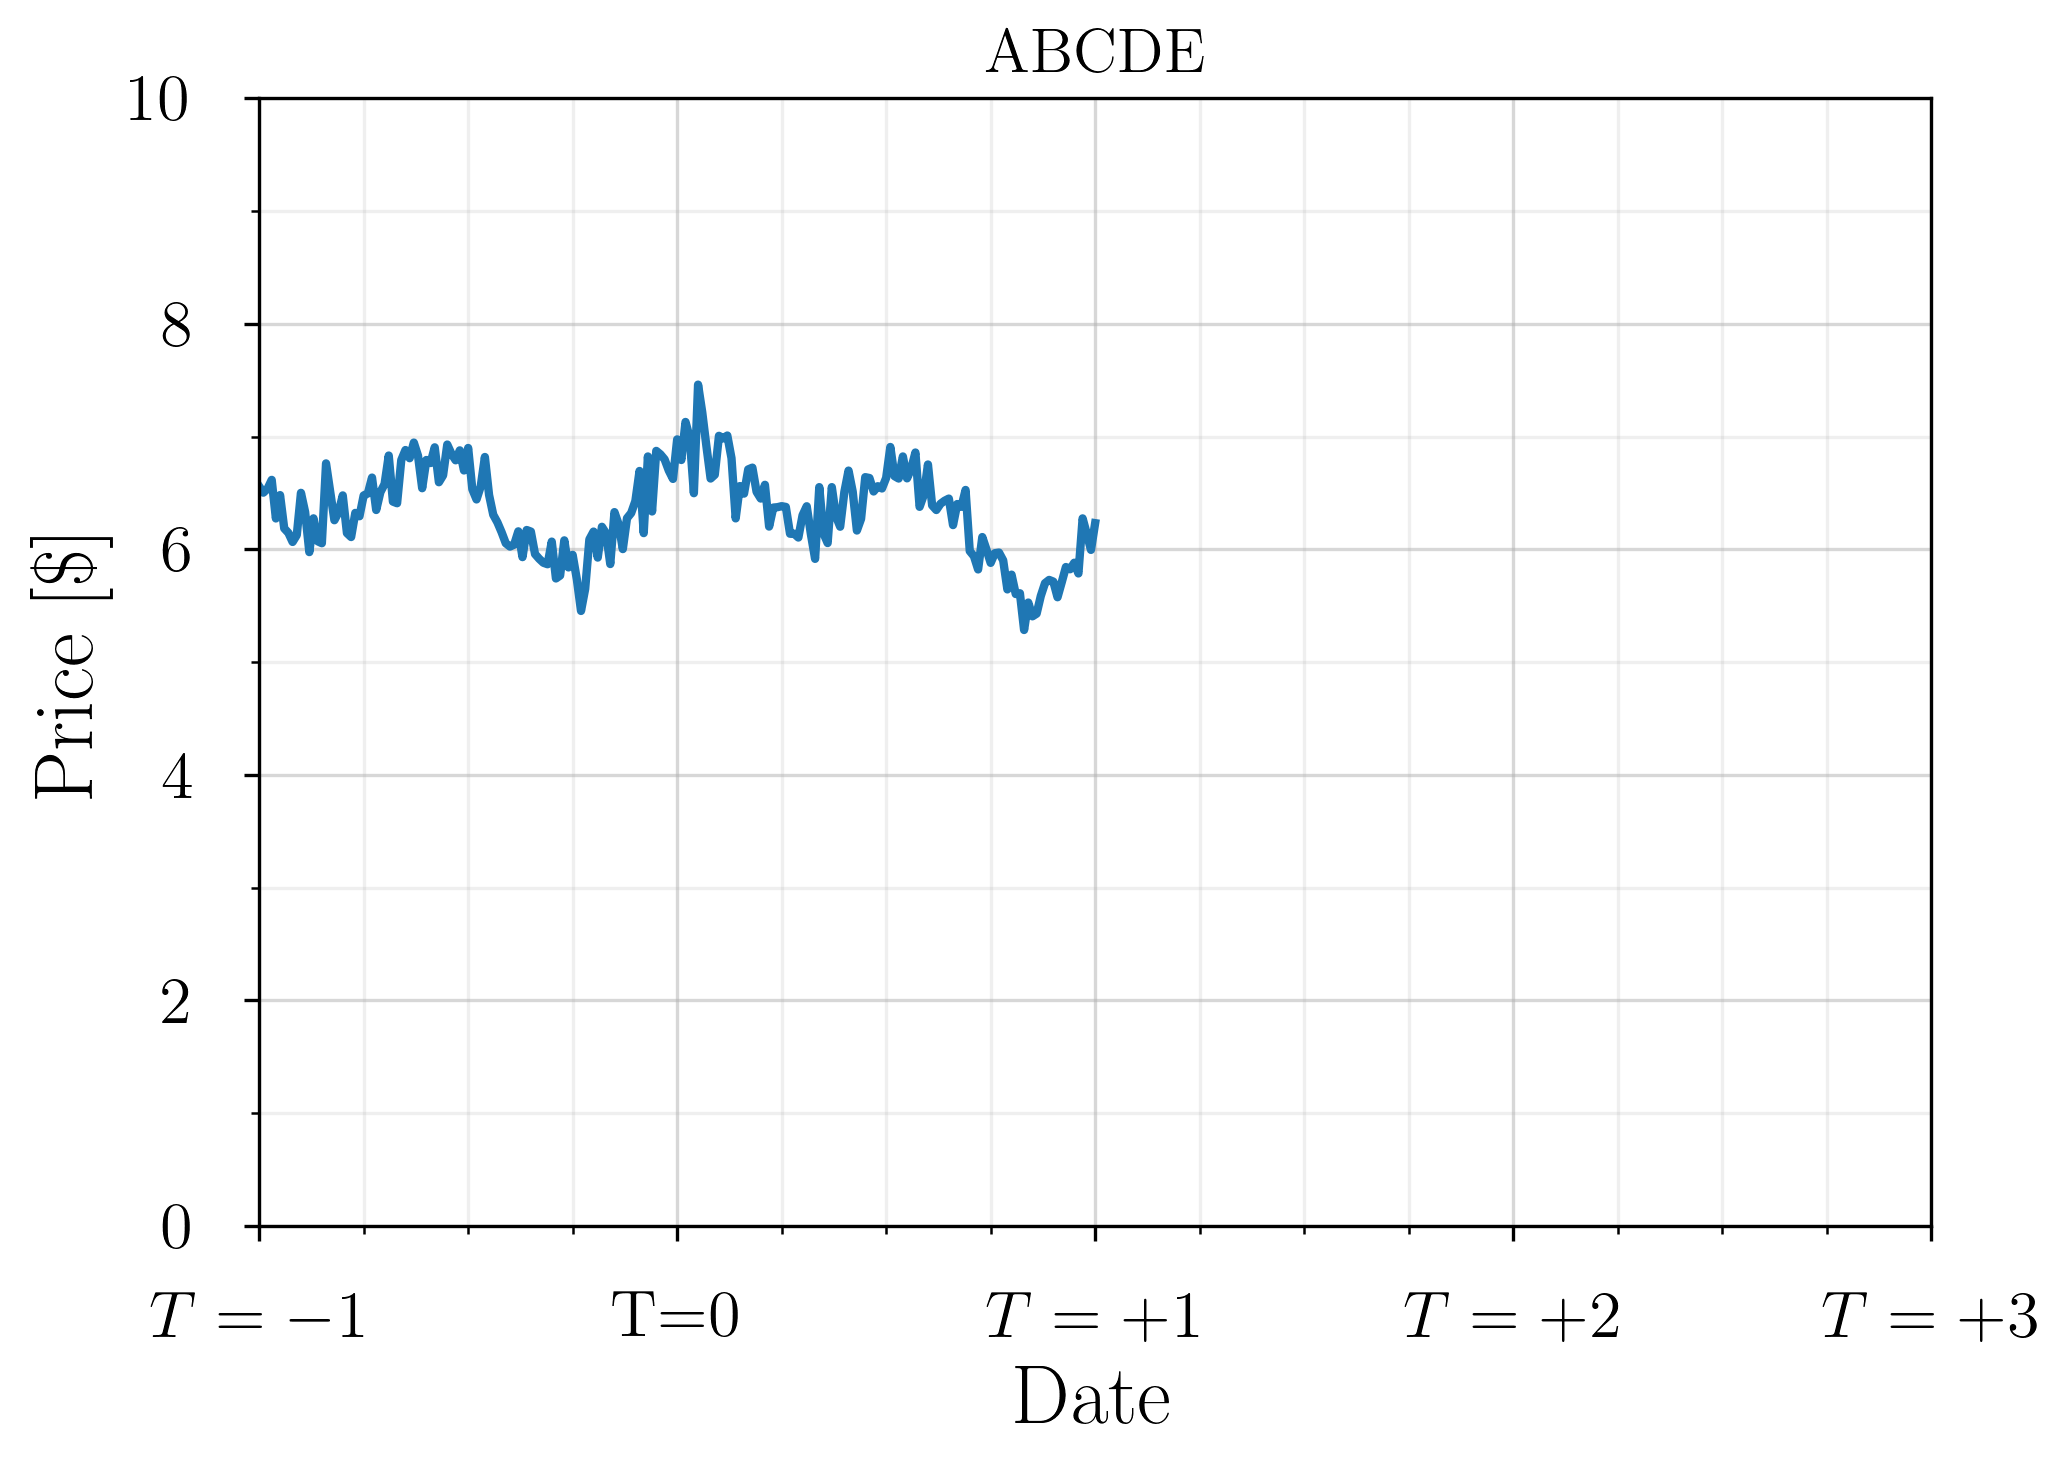 ABCDE
10
8
6
4
2
0
Price [$]
T = −1 T=0 T = +1 T = +2 T = +3
Date